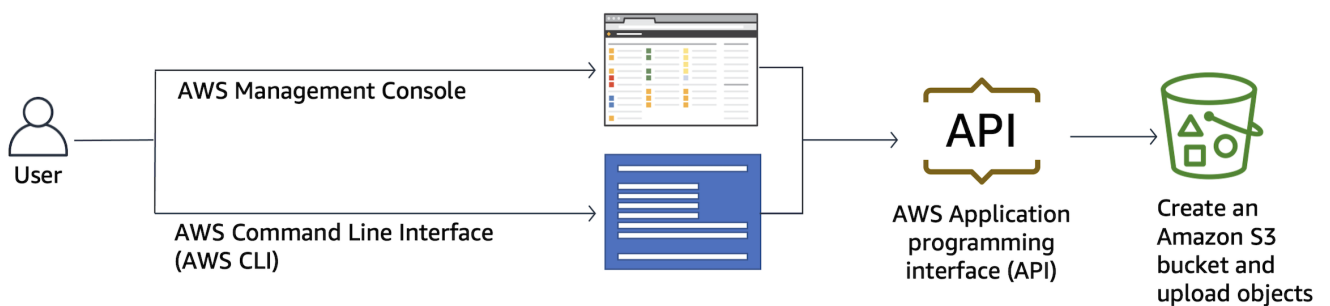 AWS Management Console
User
AWS Command Line Interface
(AWS CLI)
API
AWS Application
programming
interface (API)
Create an
Amazon S3
bucket and
upload objects